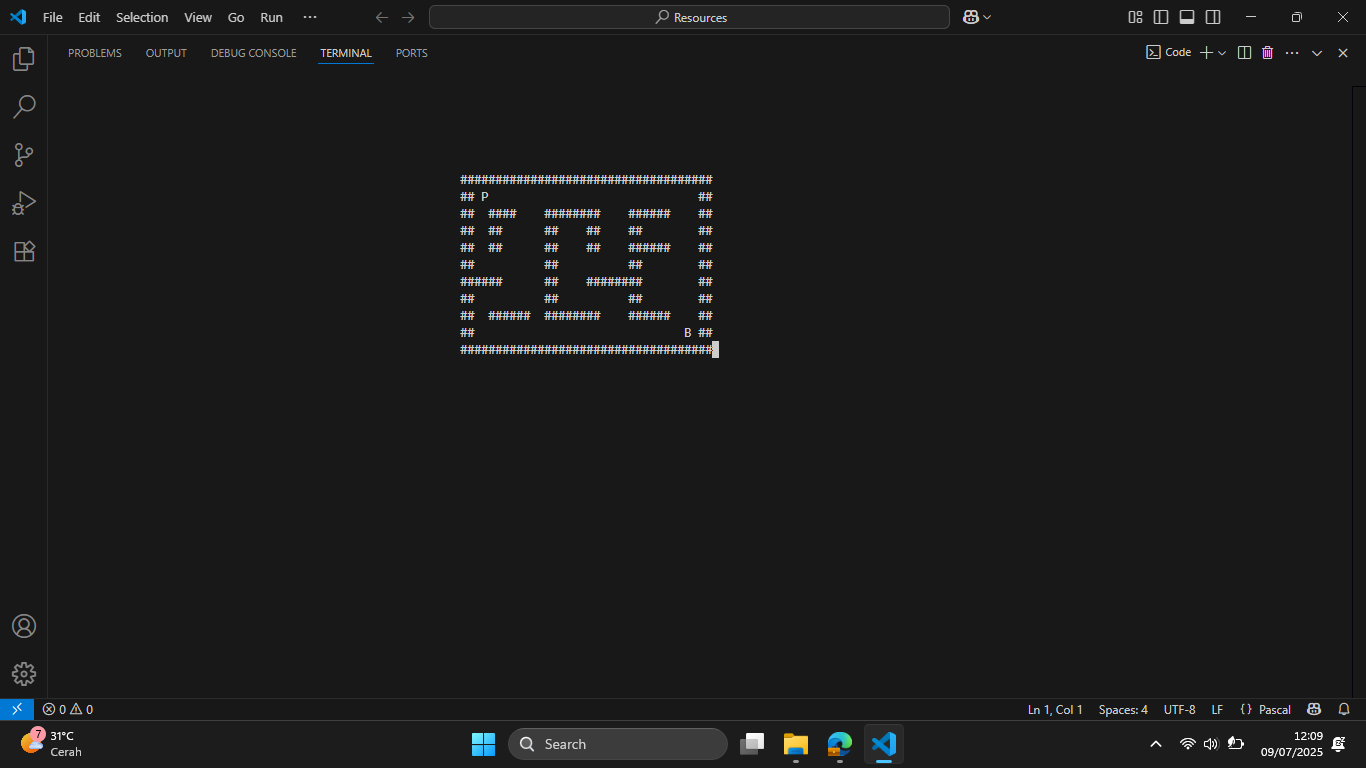 File Edit Selection View Go Run ··· Resources
PROBLEMS OUTPUT DEBUG CONSOLE TERMINAL PORTS Code
####################################
## P                              ##
##  ####    ########    ######    ##
##  ##      ##    ##    ##        ##
##  ##      ##    ##    ######    ##
##          ##          ##        ##
######      ##    ########        ##
##          ##          ##        ##
##  ######  ########    ######    ##
##                              B ##
####################################
0 0 Ln 1, Col 1 Spaces: 4 UTF-8 LF {} Pascal
7 31°C
Cerah
Search
12:09
09/07/2025